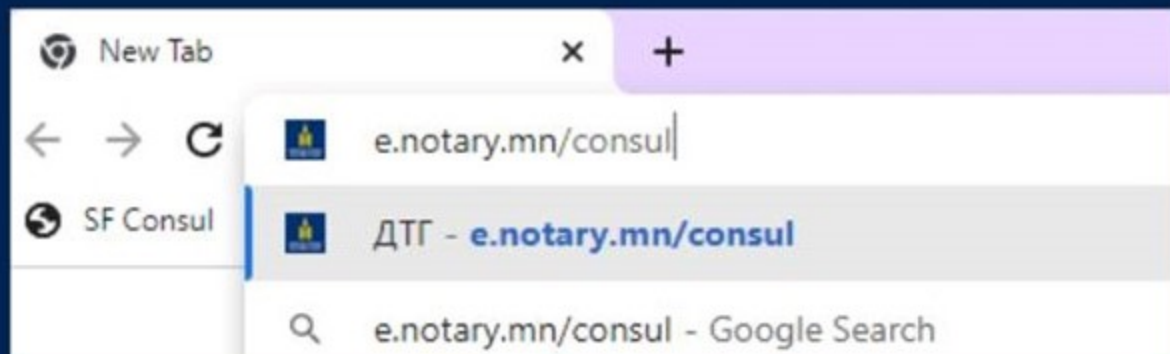 New Tab
e.notary.mn/consul
SF Consul
ДТГ - e.notary.mn/consul
e.notary.mn/consul - Google Search